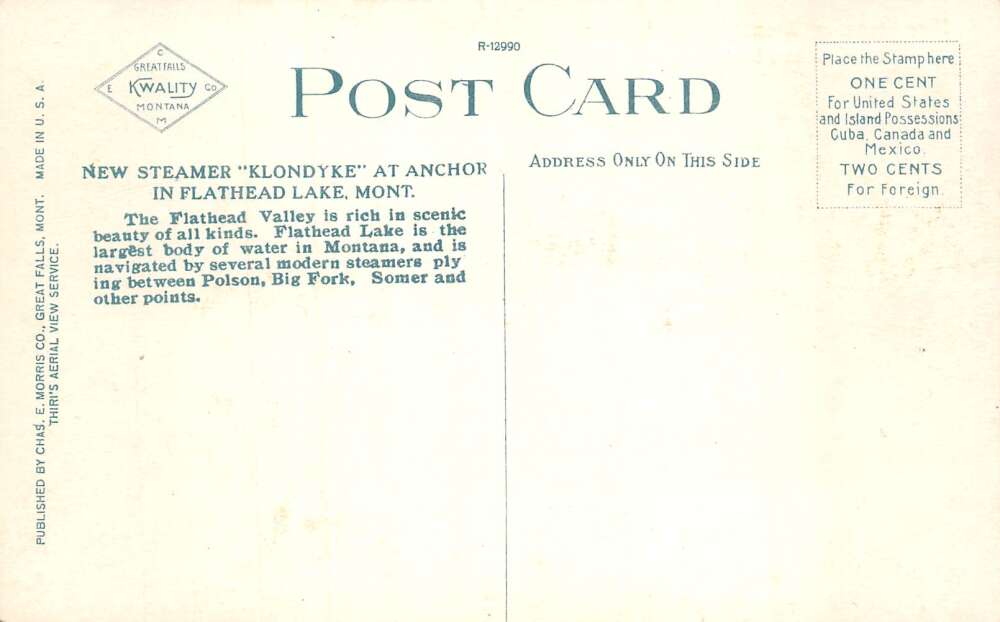 R-12990
C
GREAT FALLS
E KWALITY CO
MONTANA
M
POST CARD
Place the Stamp here
ONE CENT
For United States
and Island Possessions
Cuba, Canada and
Mexico.
TWO CENTS
For Foreign.
NEW STEAMER "KLONDYKE" AT ANCHOR
IN FLATHEAD LAKE, MONT.
The Flathead Valley is rich in scenic
beauty of all kinds. Flathead Lake is the
largest body of water in Montana, and is
navigated by several modern steamers ply
ing between Polson, Big Fork, Somer and
other points.
ADDRESS ONLY ON THIS SIDE
PUBLISHED BY CHAS. E. MORRIS CO., GREAT FALLS, MONT. MADE IN U. S. A.
THIRI'S AERIAL VIEW SERVICE.